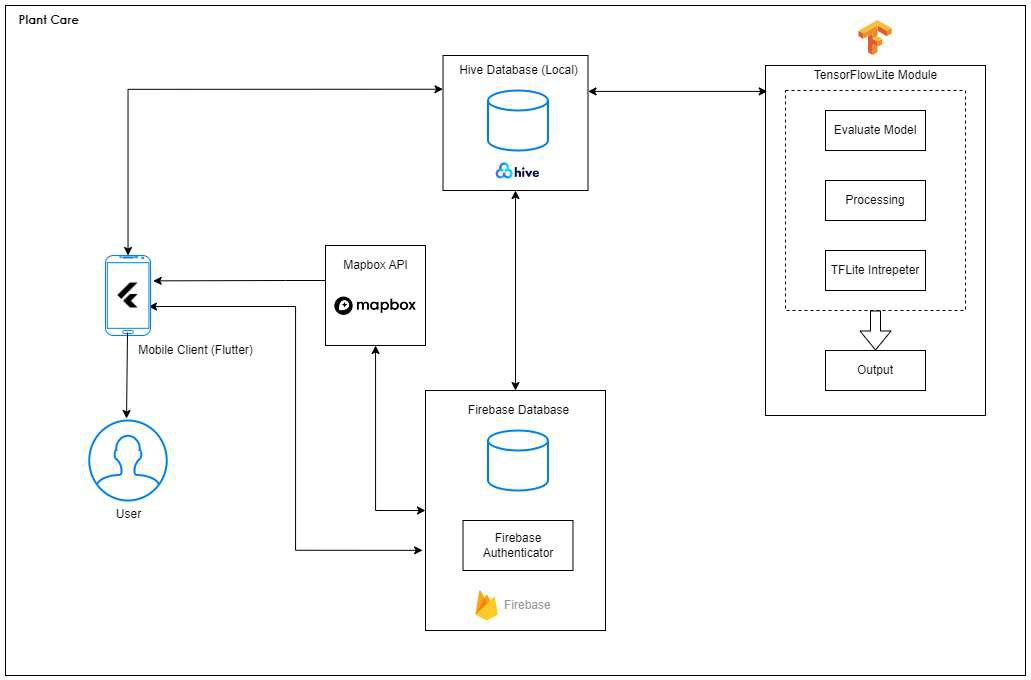 Plant Care
Hive Database (Local)
hive
TensorFlowLite Module
Evaluate Model
Processing
TFLite Intrepeter
Output
Mapbox API
mapbox
Mobile Client (Flutter)
User
Firebase Database
Firebase
Authenticator
Firebase